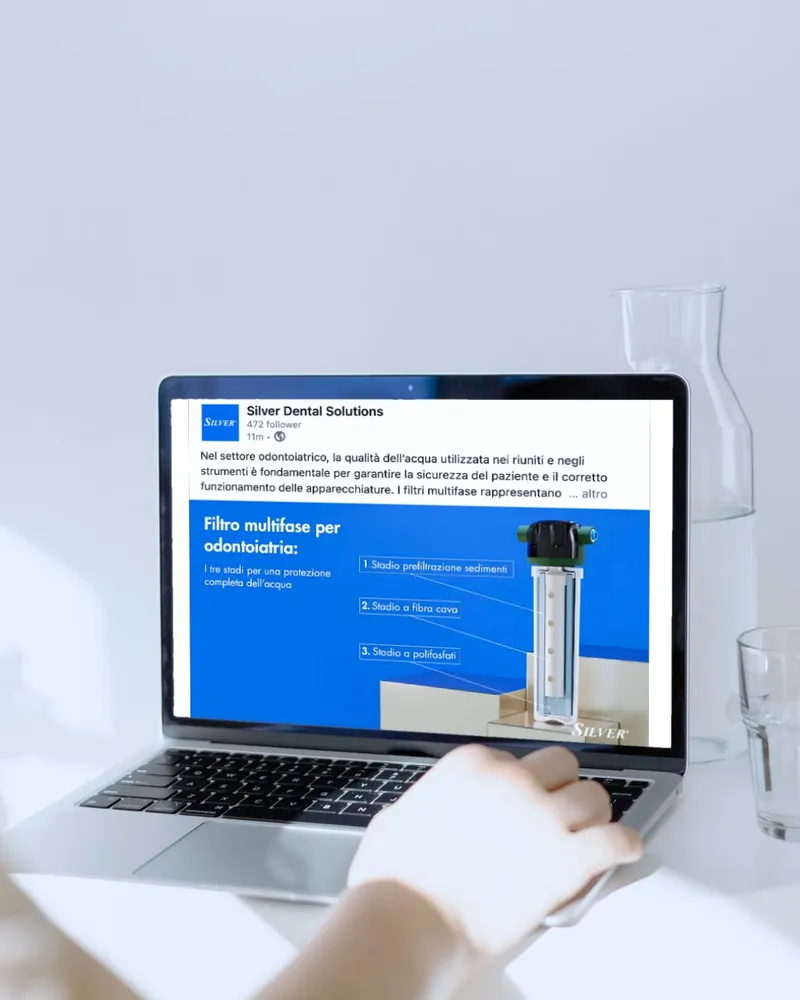 SILVER
Silver Dental Solutions
472 follower
11m •
Nel settore odontoiatrico, la qualità dell'acqua utilizzata nei riuniti e negli
strumenti è fondamentale per garantire la sicurezza del paziente e il corretto
funzionamento delle apparecchiature. I filtri multifase rappresentano ... altro
Filtro multifase per
odontoiatria:
I tre stadi per una protezione
completa dell'acqua
1. Stadio prefiltrazione sedimenti
2. Stadio a fibra cava
3. Stadio a polifosfati
SILVER®